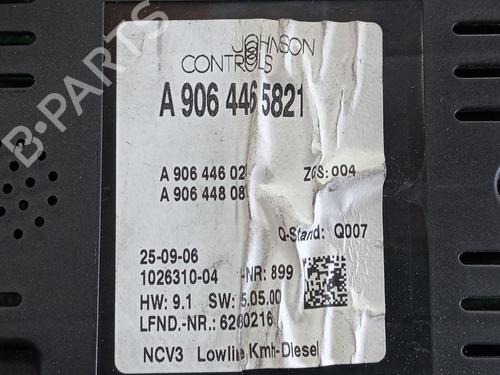 JOHNSON
CONTROLS
A 906 446 5821
A 906 446 02
ZGS: 004
A 906 448 08
Q-Stand: Q007
25-09-06
1026310-04 -NR: 899
HW: 9.1 SW: 5.05.00
LFND.-NR.: 6260216
NCV3 Lowline Kmh-Diesel
B-PARTS